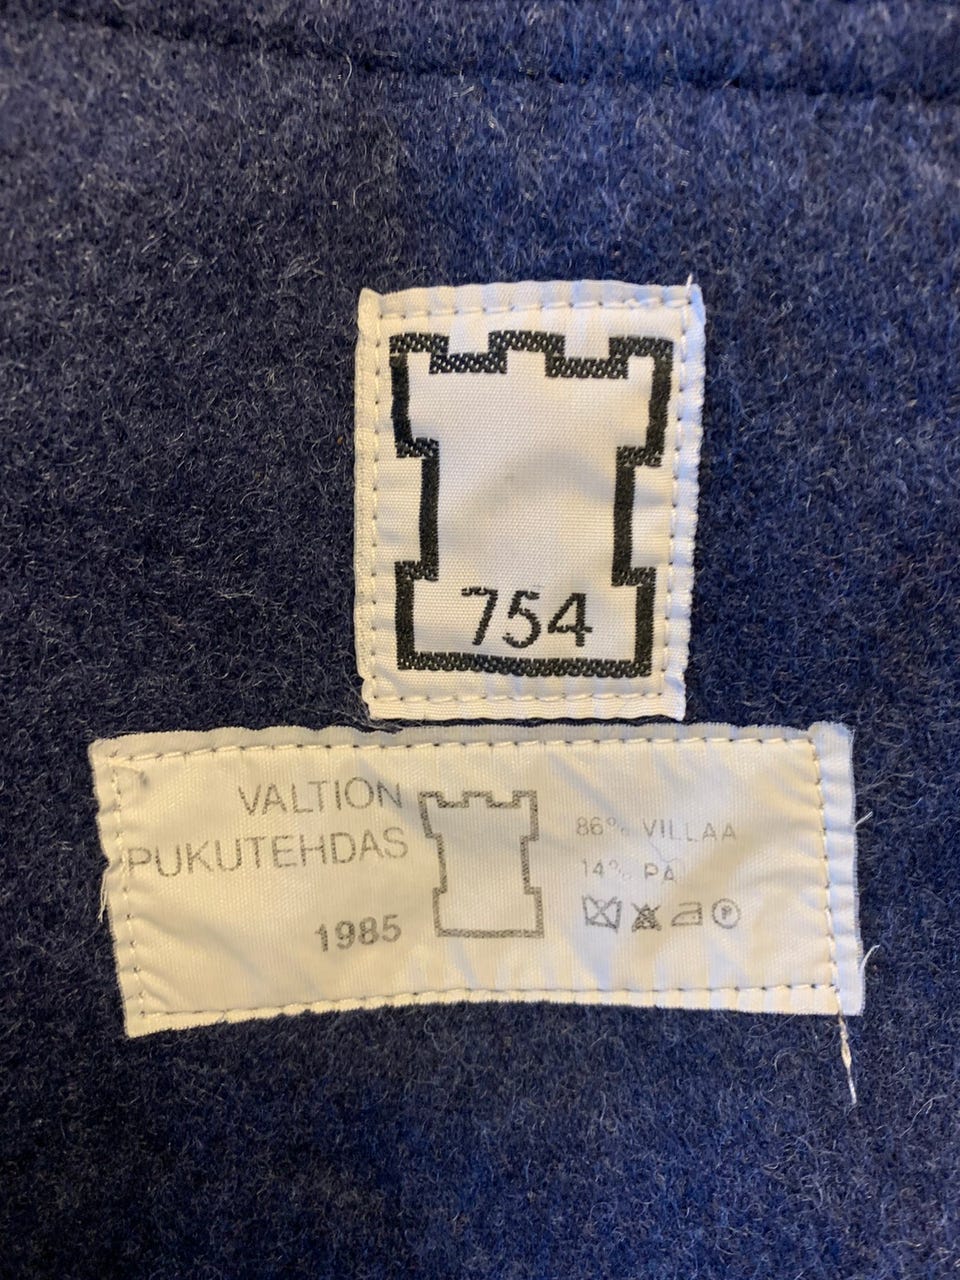 754
VALTION
PUKUTEHDAS
1985
86% VILLAA
14% PA